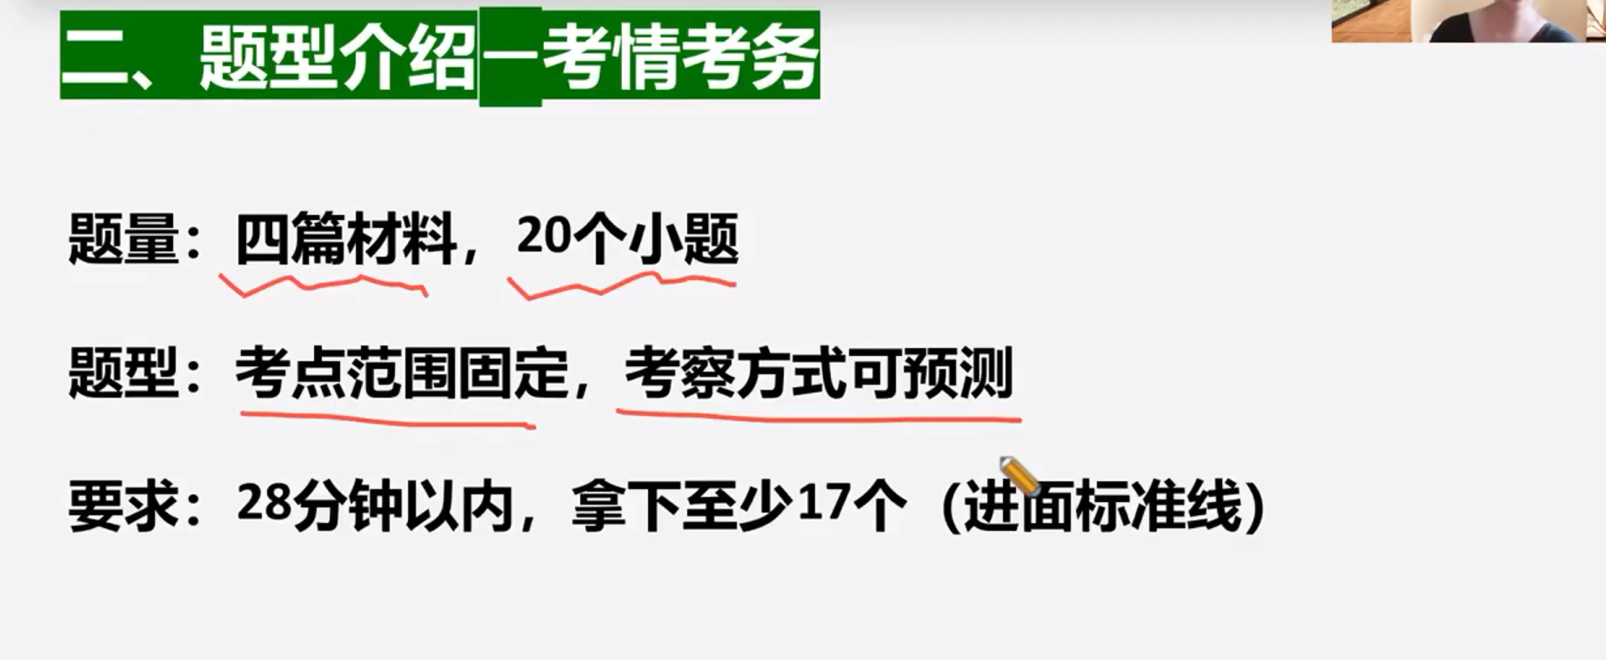 二、题型介绍—考情考务
题量：四篇材料，20个小题
题型：考点范围固定，考察方式可预测
要求：28分钟以内，拿下至少17个（进面标准线）